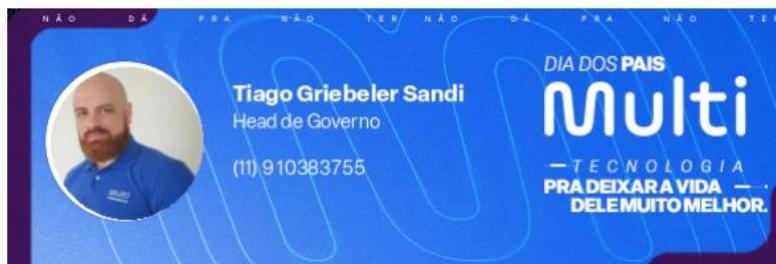 NÃO DÁ PRA NÃO TER NÃO DÁ PRA NÃO TER
Tiago Griebeler Sandi
Head de Governo
(11) 910383755
DIA DOS PAIS
Multi
TECNOLOGIA
PRA DEIXAR A VIDA
DELE MUITO MELHOR.